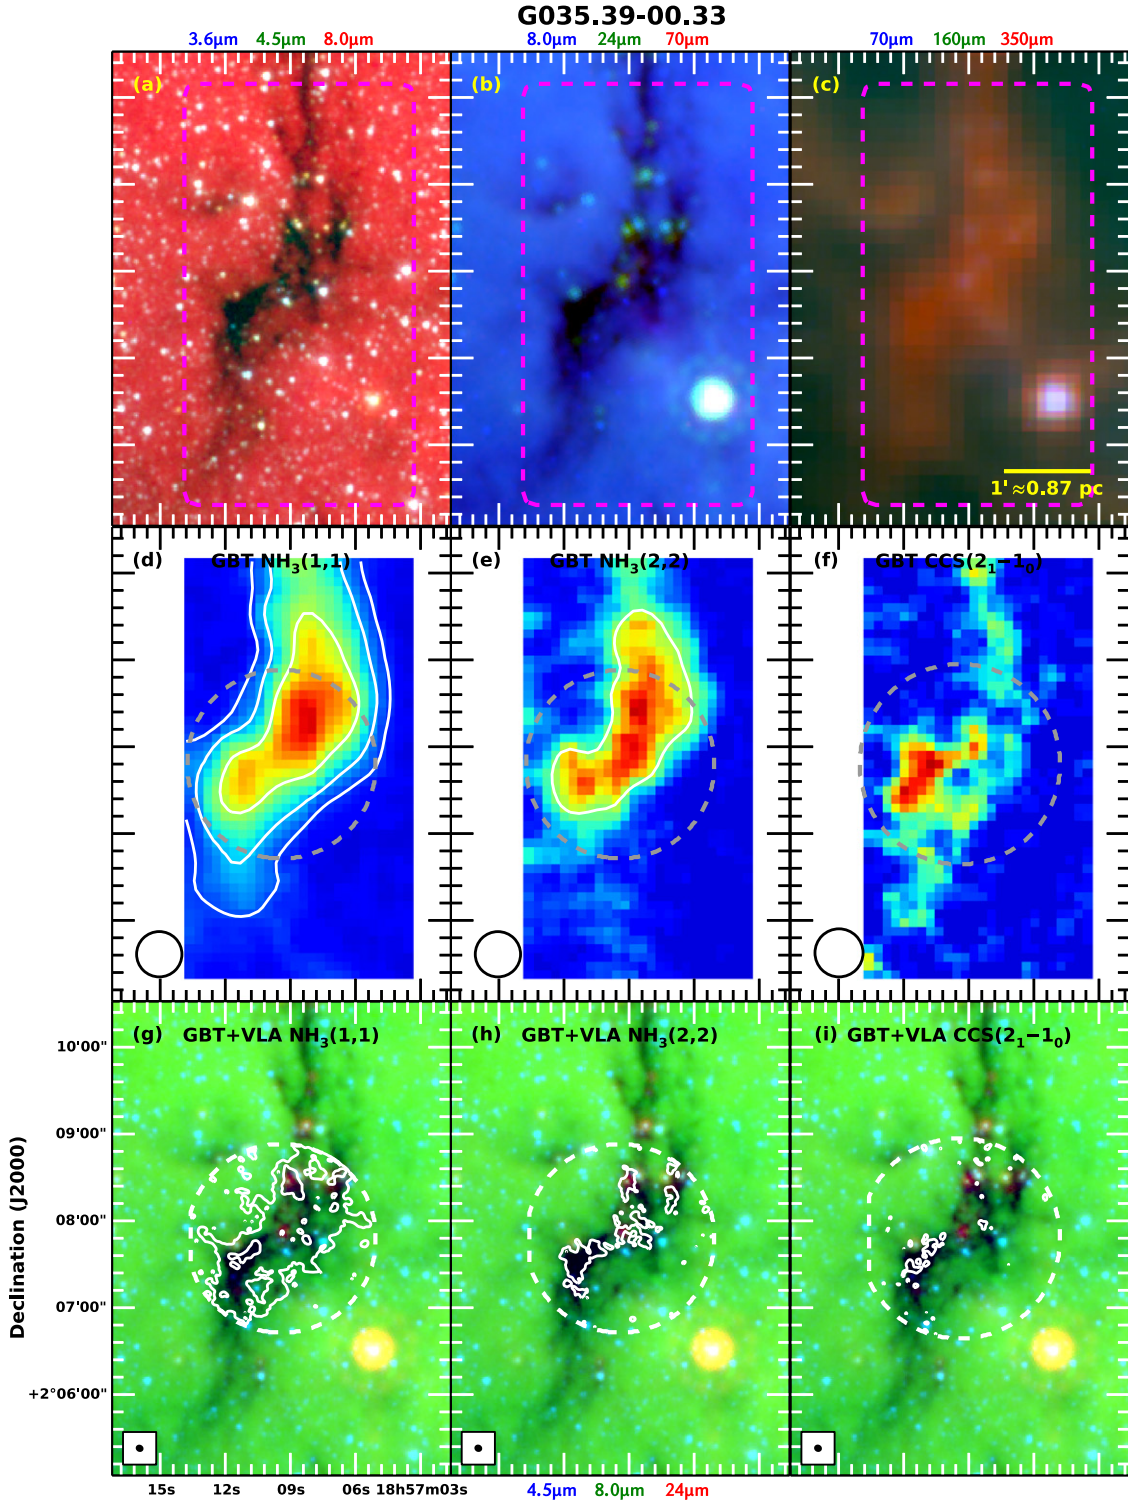 G035.39-00.33
3.6μm 4.5μm 8.0μm 8.0μm 24μm 70μm 70μm 160μm 350μm
(a) (b) (c)
1' ≈0.87 pc
(d) GBT NH₃(1,1) (e) GBT NH₃(2,2) (f) GBT CCS(2₁−1₀)
(g) GBT+VLA NH₃(1,1) (h) GBT+VLA NH₃(2,2) (i) GBT+VLA CCS(2₁−1₀)
10'00"
09'00"
08'00"
07'00"
+2°06'00"
Declination (J2000)
15s 12s 09s 06s 18h57m03s
4.5μm 8.0μm 24μm